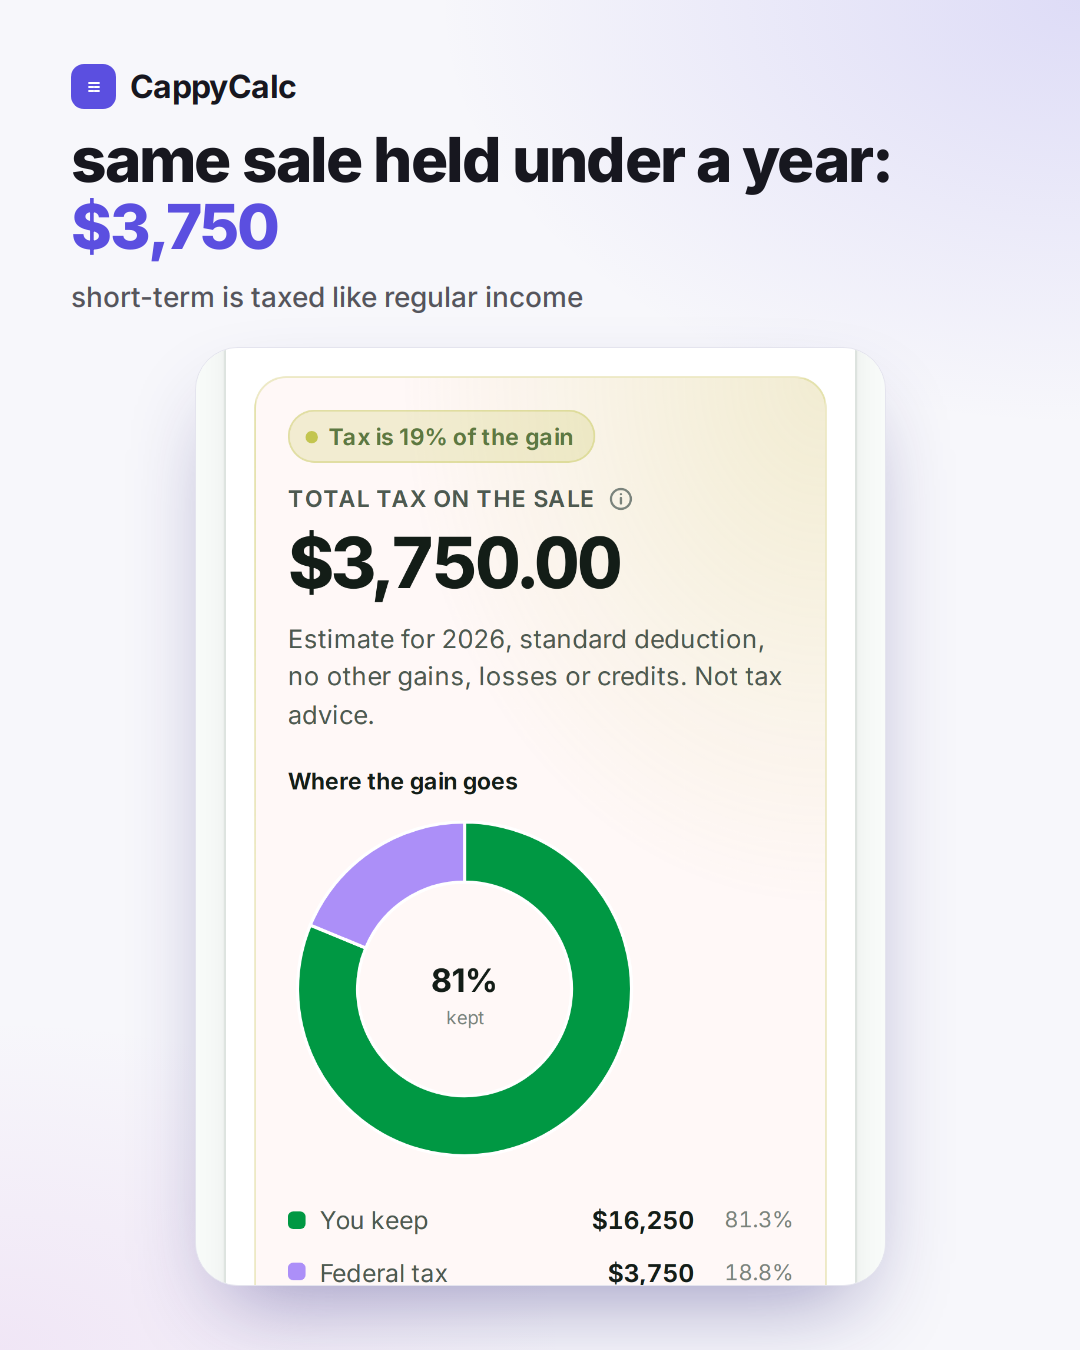 CappyCalc
same sale held under a year:
$3,750
short-term is taxed like regular income
Tax is 19% of the gain
TOTAL TAX ON THE SALE
$3,750.00
Estimate for 2026, standard deduction,
no other gains, losses or credits. Not tax
advice.
Where the gain goes
81%
kept
You keep $16,250 81.3%
Federal tax $3,750 18.8%